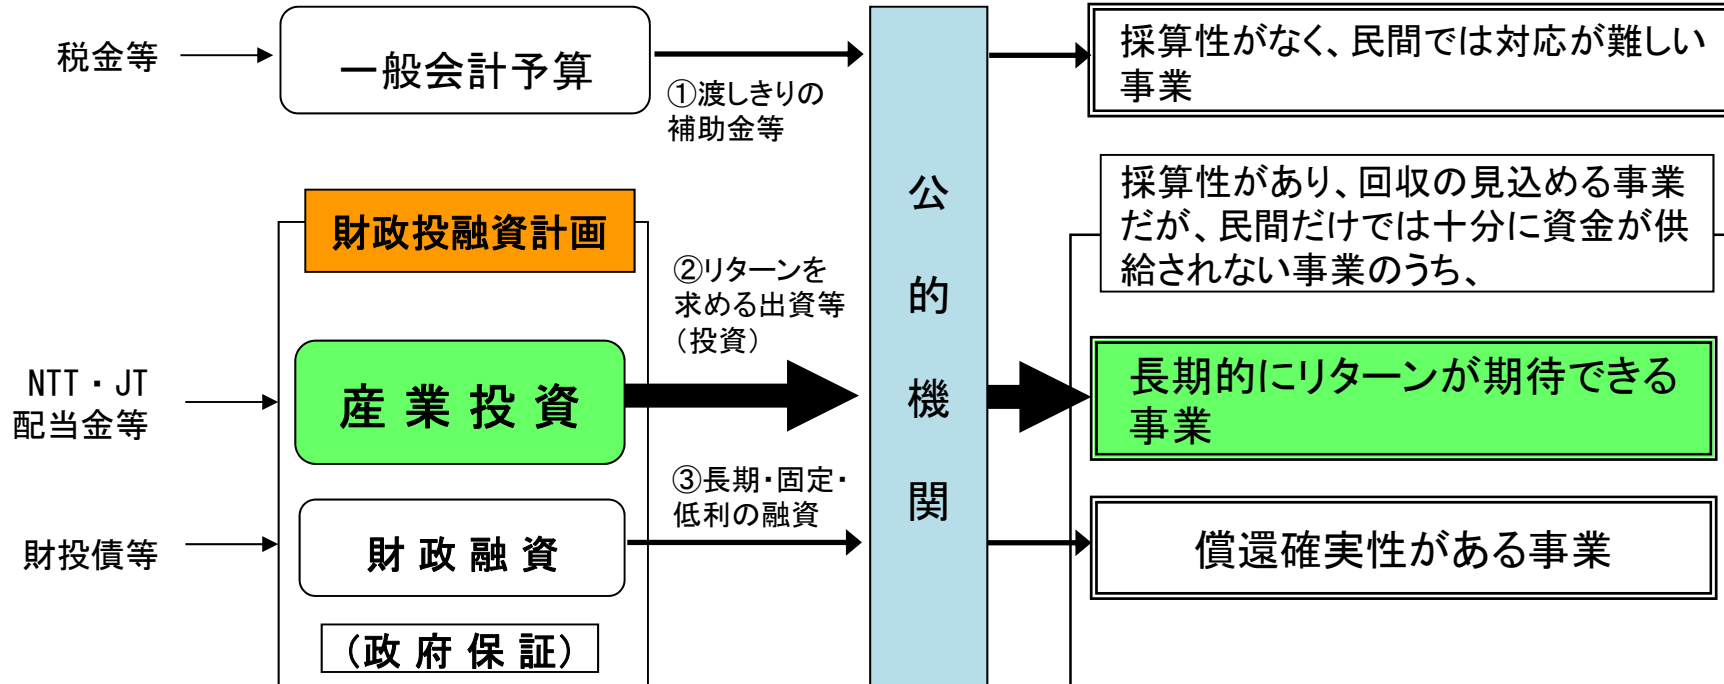 税金等
一般会計予算
①渡しきりの
補助金等
採算性がなく、民間では対応が難しい
事業
財政投融資計画
採算性があり、回収の見込める事業
だが、民間だけでは十分に資金が供
給されない事業のうち、
NTT・JT
配当金等
産業投資
②リターンを
求める出資等
（投資）
公的機関
長期的にリターンが期待できる
事業
財投債等
財政融資
③長期・固定・
低利の融資
償還確実性がある事業
（政府保証）